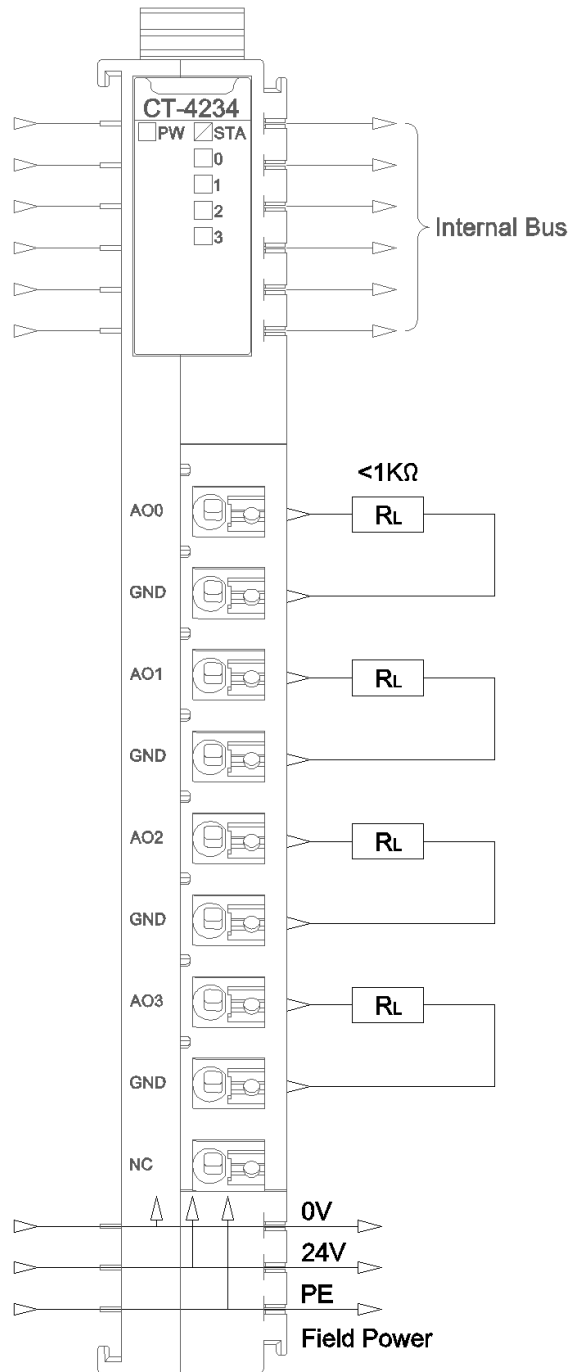 CT-4234
PW STA
0
1
2
3
Internal Bus
<1KΩ
AO0 RL
GND
AO1 RL
GND
AO2 RL
GND
AO3 RL
GND
NC
0V
24V
PE
Field Power